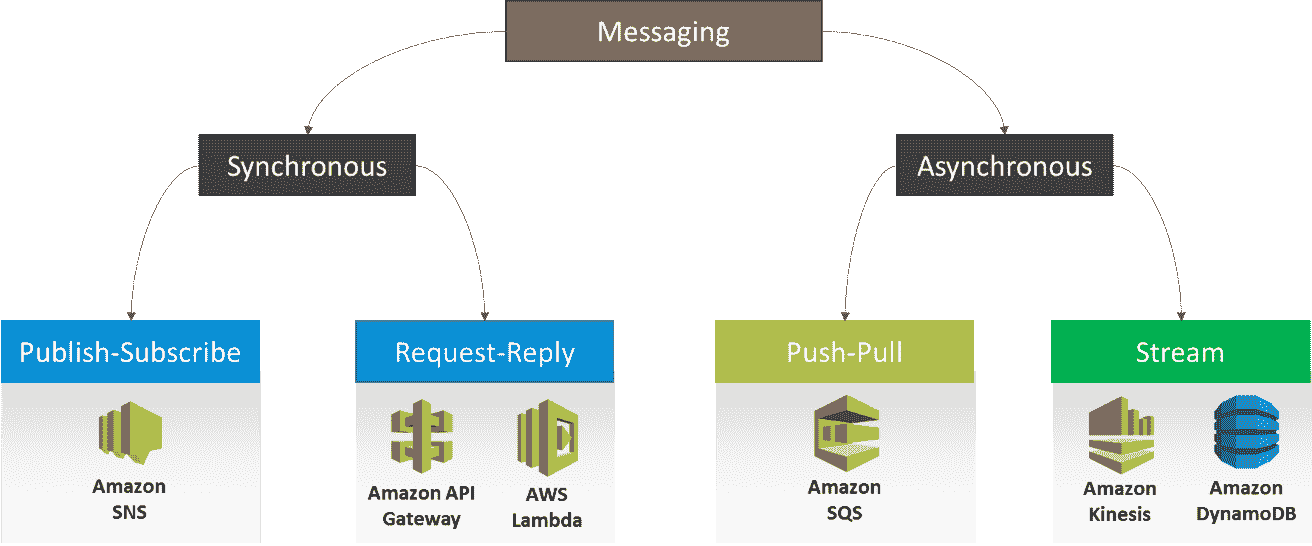 Messaging
Synchronous
Asynchronous
Publish-Subscribe
Request-Reply
Push-Pull
Stream
Amazon
SNS
Amazon API
Gateway
AWS
Lambda
Amazon
SQS
Amazon
Kinesis
Amazon
DynamoDB